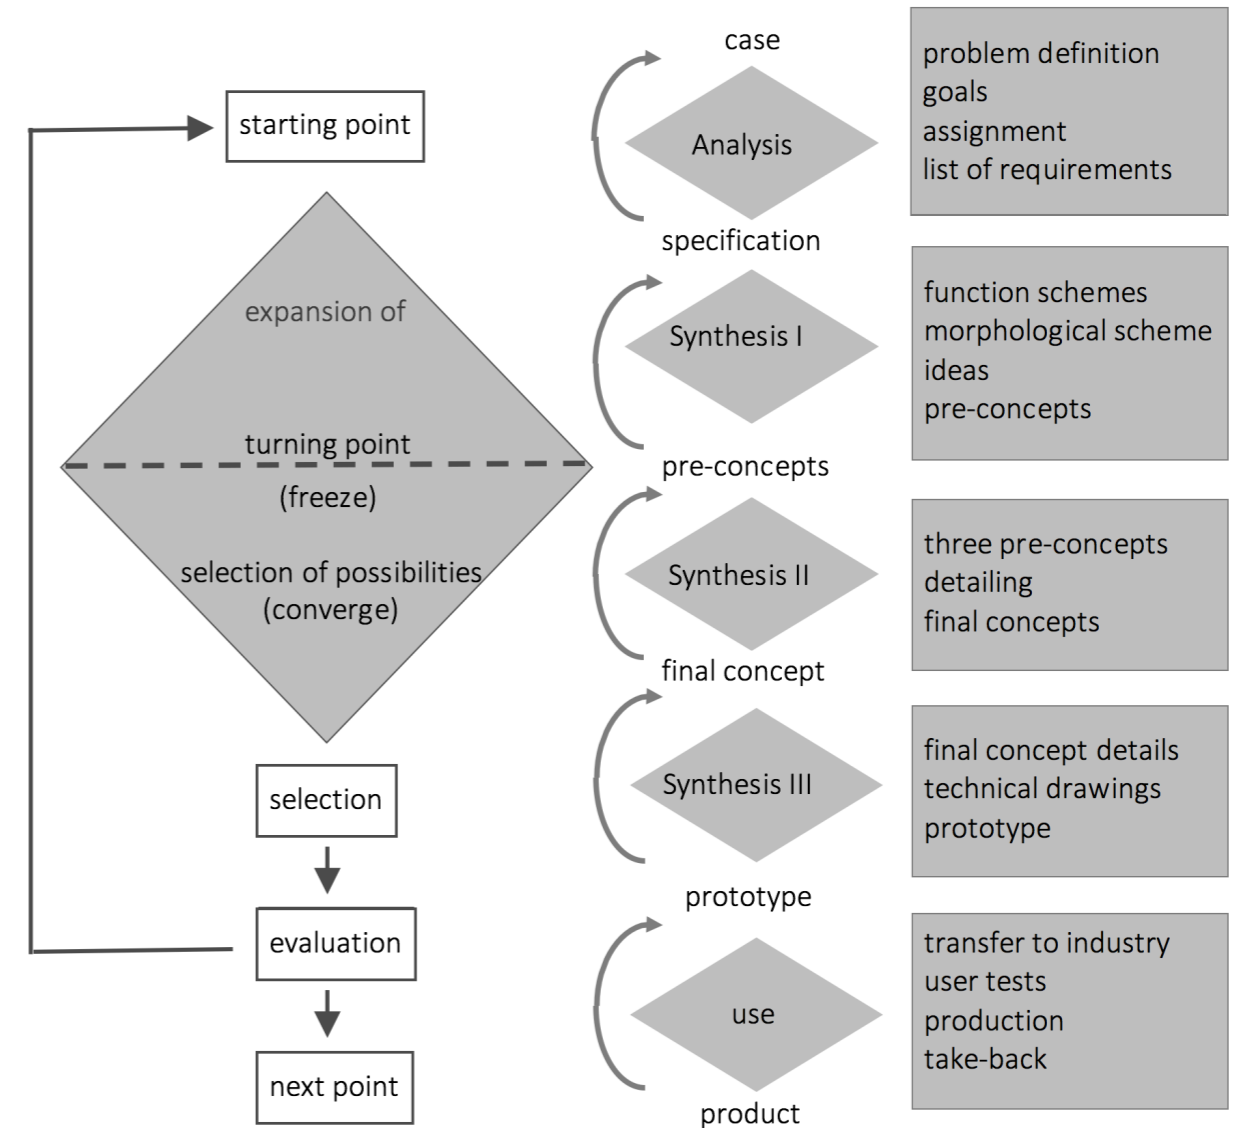 starting point
expansion of
turning point
(freeze)
selection of possibilities
(converge)
selection
evaluation
next point
case
Analysis
specification
Synthesis I
pre-concepts
Synthesis II
final concept
Synthesis III
prototype
use
product
problem definition
goals
assignment
list of requirements
function schemes
morphological scheme
ideas
pre-concepts
three pre-concepts
detailing
final concepts
final concept details
technical drawings
prototype
transfer to industry
user tests
production
take-back